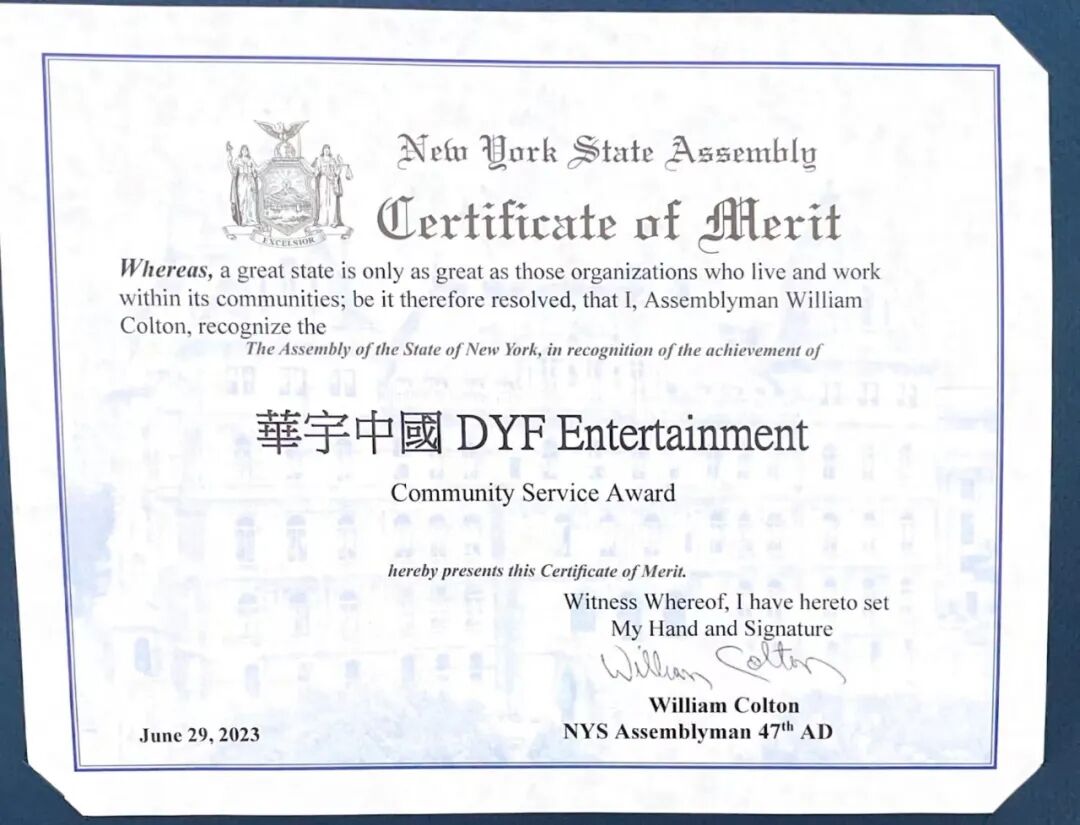 New York State Assembly
Certificate of Merit
EXCELSIOR
Whereas, a great state is only as great as those organizations who live and work
within its communities; be it therefore resolved, that I, Assemblyman William
Colton, recognize the
The Assembly of the State of New York, in recognition of the achievement of
華宇中國 DYF Entertainment
Community Service Award
hereby presents this Certificate of Merit.
Witness Whereof, I have hereto set
My Hand and Signature
William Colton
William Colton
NYS Assemblyman 47th AD
June 29, 2023